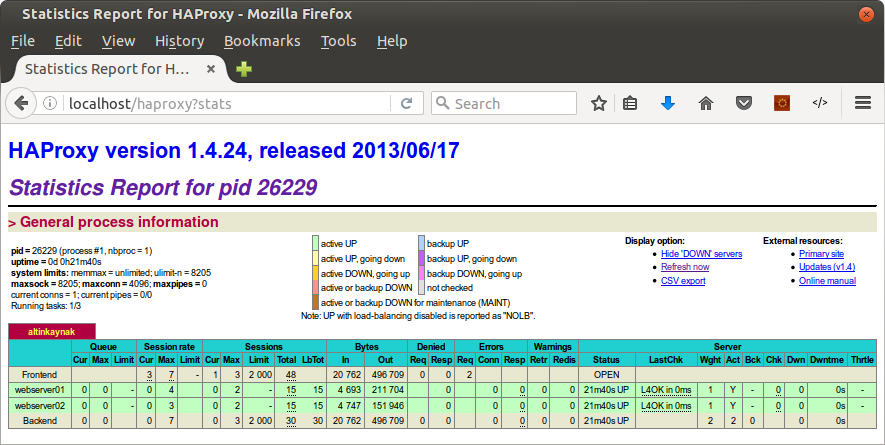 Statistics Report for HAProxy - Mozilla Firefox
File Edit View History Bookmarks Tools Help
Statistics Report for H...
localhost/haproxy?stats
Search
HAProxy version 1.4.24, released 2013/06/17
Statistics Report for pid 26229
> General process information
pid = 26229 (process #1, nbproc = 1)
uptime = 0d 0h21m40s
system limits: memmax = unlimited; ulimit-n = 8205
maxsock = 8205; maxconn = 4096; maxpipes = 0
current conns = 1; current pipes = 0/0
Running tasks: 1/3
active UP backup UP
active UP, going down backup UP, going down
active DOWN, going up backup DOWN, going up
active or backup DOWN not checked
active or backup DOWN for maintenance (MAINT)
Note: UP with load-balancing disabled is reported as "NOLB".
Display option:
Hide 'DOWN' servers
Refresh now
CSV export
External resources:
Primary site
Updates (v1.4)
Online manual
altinkaynak
Queue Session rate Sessions Bytes Denied Errors Warnings Server
Cur Max Limit Cur Max Limit Cur Max Limit Total LbTot In Out Req Resp Req Conn Resp Retr Redis Status LastChk Wght Act Bck Chk Dwn Dwntme Thrtle
Frontend 3 7 - 1 3 2 000 48 20 762 496 709 0 0 2 OPEN
webserver01 0 0 - 0 4 0 2 - 15 15 4 693 211 704 0 0 0 0 0 21m40s UP L4OK in 0ms 1 Y - 0 0 0s -
webserver02 0 0 - 0 3 0 2 - 15 15 4 747 151 946 0 0 0 0 0 21m40s UP L4OK in 0ms 1 Y - 0 0 0s -
Backend 0 0 0 7 0 3 2 000 30 30 20 762 496 709 0 0 0 0 0 0 21m40s UP 2 2 0 0 0s